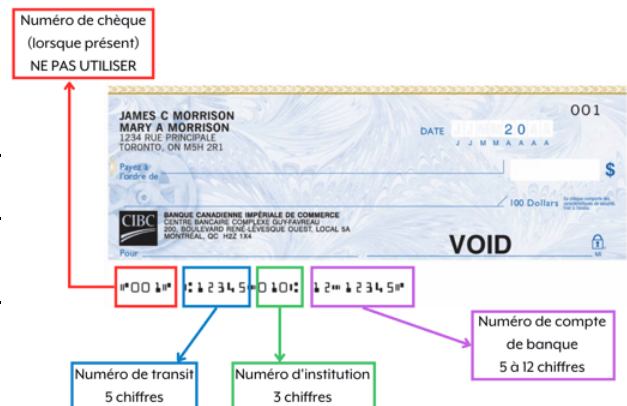 Numéro de chèque
(lorsque présent)
NE PAS UTILISER
001
JAMES C MORRISON
MARY A MORRISON
1234 RUE PRINCIPALE
TORONTO, ON M5H 2R1
DATE 2 0
J J M M A A A A
Payez à
l'ordre de
$
100 Dollars
CIBC
BANQUE CANADIENNE IMPÉRIALE DE COMMERCE
CENTRE BANCAIRE COMPLEXE GUY-FAVREAU
200, BOULEVARD RENÉ-LÉVESQUE OUEST, LOCAL 5A
MONTRÉAL, QC H2Z 1X4
VOID
Pour
⑈001⑈ ⑆12345⑉010⑆ 12⑉12345⑈
Numéro de transit
5 chiffres
Numéro d'institution
3 chiffres
Numéro de compte
de banque
5 à 12 chiffres